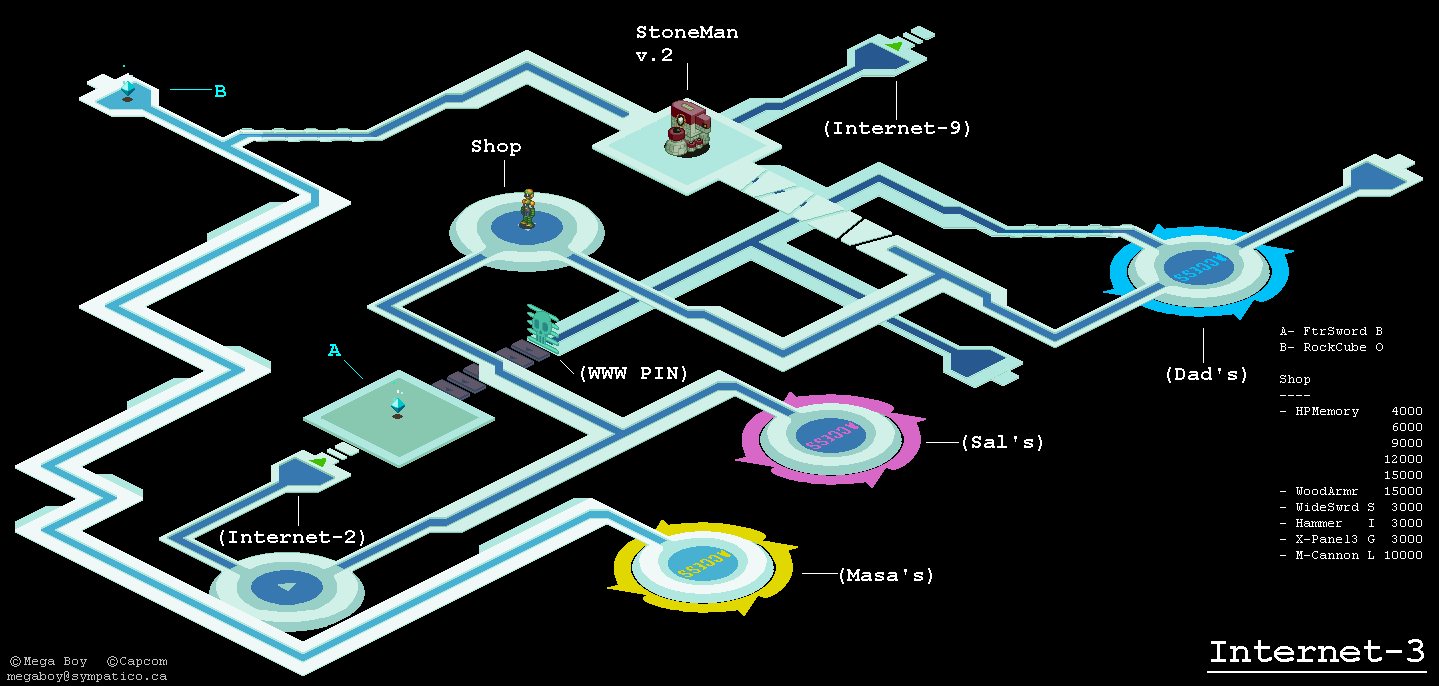 StoneMan
v.2
B
(Internet-9)
Shop
A
(WWW PIN)
(Dad's)
(Sal's)
(Internet-2)
(Masa's)
ACCESS
ACCESS
ACCESS
A- FtrSword B
B- RockCube O
Shop
----
- HPMemory 4000
6000
9000
12000
15000
- WoodArmr 15000
- WideSwrd S 3000
- Hammer I 3000
- X-Panel3 G 3000
- M-Cannon L 10000
Internet-3
©Mega Boy ©Capcom
megaboy@sympatico.ca